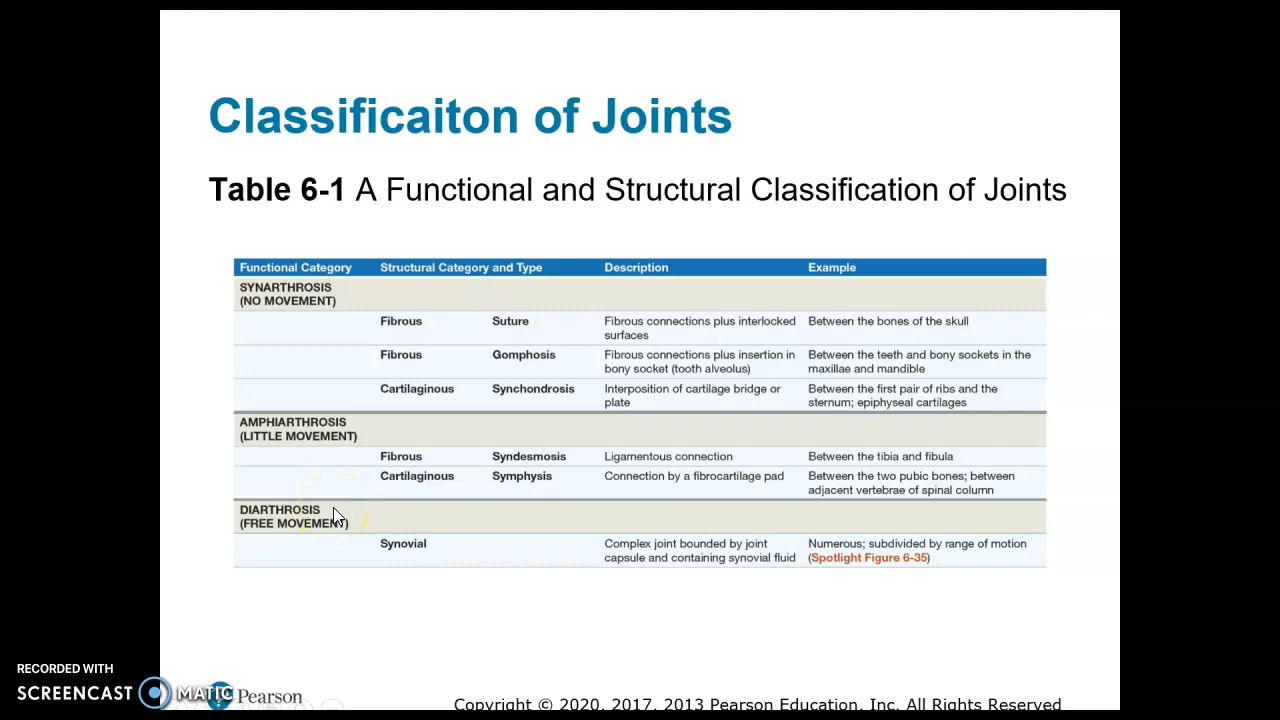 Classificaiton of Joints
Table 6-1 A Functional and Structural Classification of Joints
Functional Category Structural Category and Type Description Example
SYNARTHROSIS
(NO MOVEMENT)
Fibrous Suture Fibrous connections plus interlocked Between the bones of the skull
surfaces
Fibrous Gomphosis Fibrous connections plus insertion in Between the teeth and bony sockets in the
bony socket (tooth alveolus) maxillae and mandible
Cartilaginous Synchondrosis Interposition of cartilage bridge or Between the first pair of ribs and the
plate sternum; epiphyseal cartilages
AMPHIARTHROSIS
(LITTLE MOVEMENT)
Fibrous Syndesmosis Ligamentous connection Between the tibia and fibula
Cartilaginous Symphysis Connection by a fibrocartilage pad Between the two pubic bones; between
adjacent vertebrae of spinal column
DIARTHROSIS
(FREE MOVEMENT)
Synovial Complex joint bounded by joint Numerous; subdivided by range of motion
capsule and containing synovial fluid (Spotlight Figure 6-35)
RECORDED WITH
SCREENCAST MATIC Pearson
Copyright © 2020, 2017, 2013 Pearson Education, Inc. All Rights Reserved